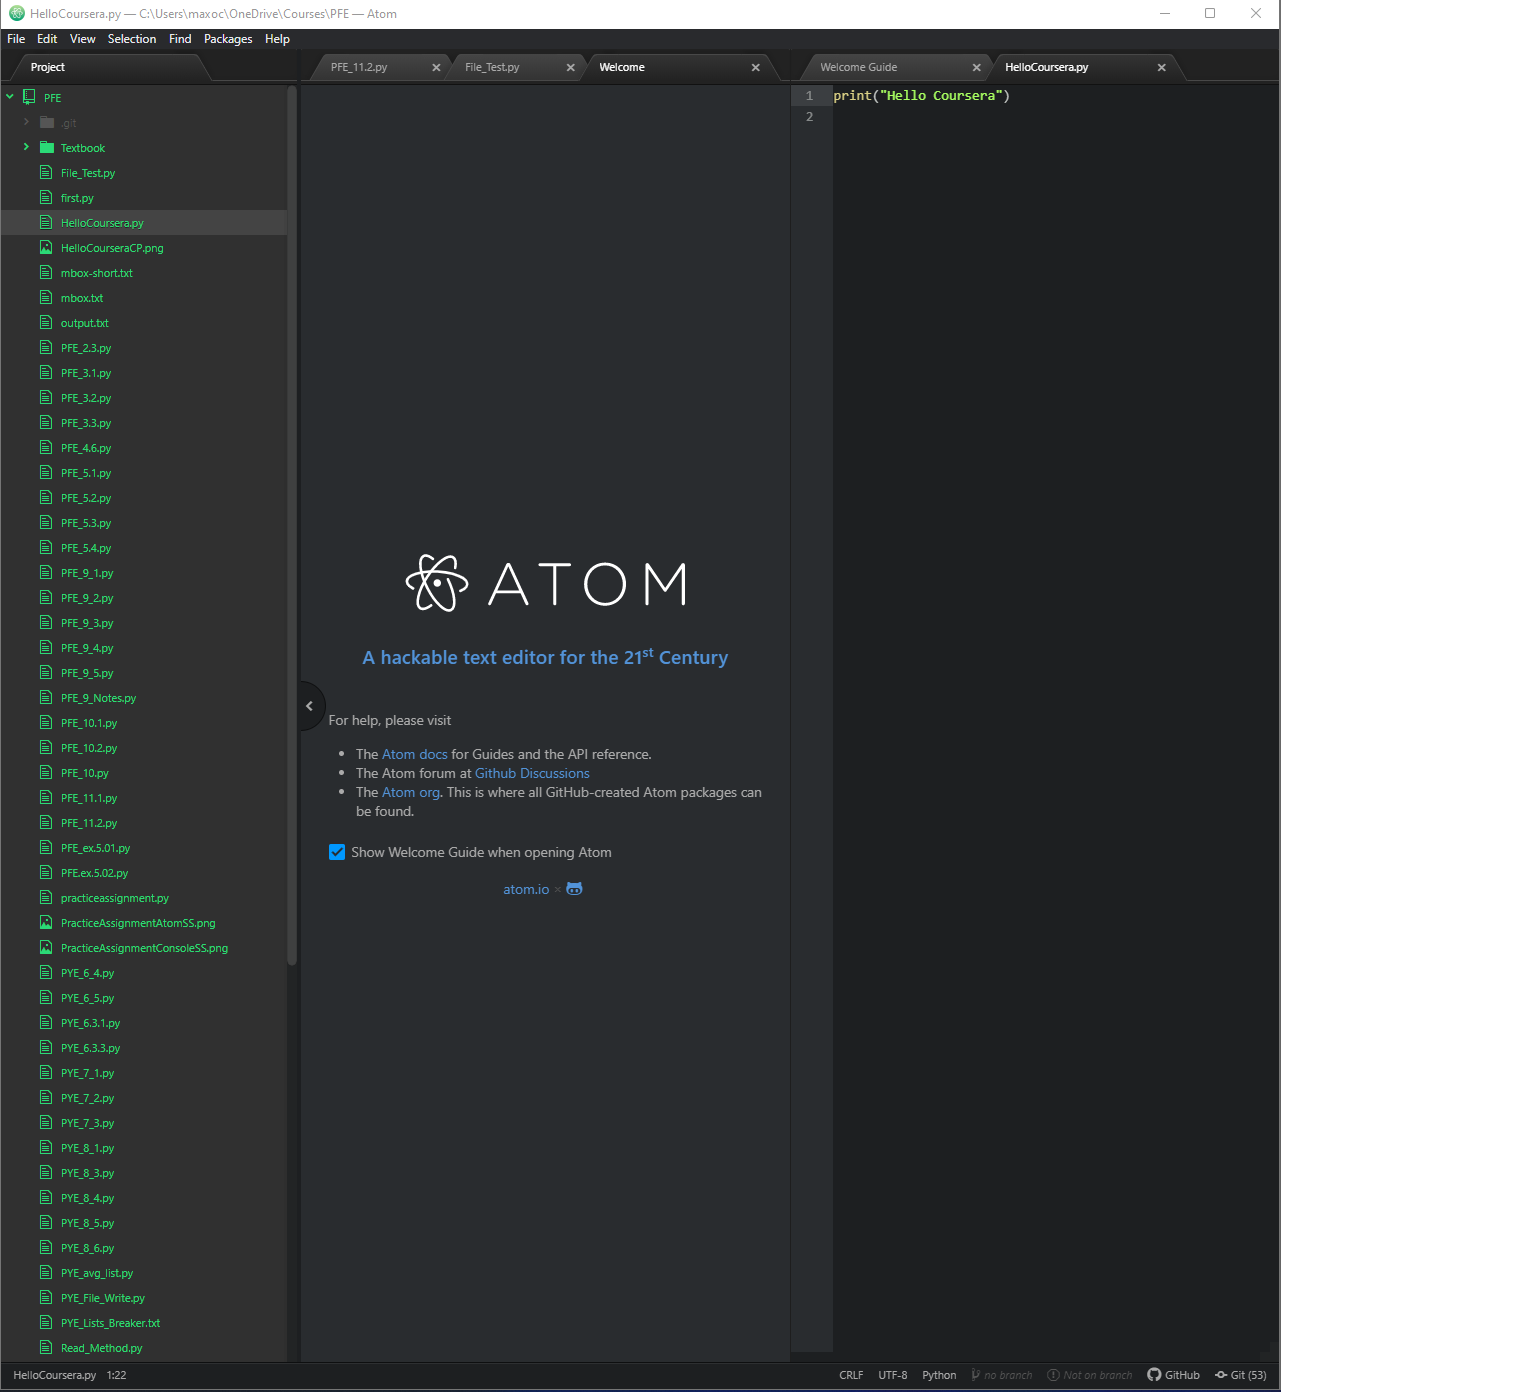 HelloCoursera.py — C:\Users\maxoc\OneDrive\Courses\PFE — Atom
File Edit View Selection Find Packages Help
Project
PFE_11.2.py
File_Test.py
Welcome
Welcome Guide
HelloCoursera.py
PFE
.git
Textbook
File_Test.py
first.py
HelloCoursera.py
HelloCourseraCP.png
mbox-short.txt
mbox.txt
output.txt
PFE_2.3.py
PFE_3.1.py
PFE_3.2.py
PFE_3.3.py
PFE_4.6.py
PFE_5.1.py
PFE_5.2.py
PFE_5.3.py
PFE_5.4.py
PFE_9_1.py
PFE_9_2.py
PFE_9_3.py
PFE_9_4.py
PFE_9_5.py
PFE_9_Notes.py
PFE_10.1.py
PFE_10.2.py
PFE_10.py
PFE_11.1.py
PFE_11.2.py
PFE_ex.5.01.py
PFE.ex.5.02.py
practiceassignment.py
PracticeAssignmentAtomSS.png
PracticeAssignmentConsoleSS.png
PYE_6_4.py
PYE_6_5.py
PYE_6.3.1.py
PYE_6.3.3.py
PYE_7_1.py
PYE_7_2.py
PYE_7_3.py
PYE_8_1.py
PYE_8_3.py
PYE_8_4.py
PYE_8_5.py
PYE_8_6.py
PYE_avg_list.py
PYE_File_Write.py
PYE_Lists_Breaker.txt
Read_Method.py
ATOM
A hackable text editor for the 21st Century
For help, please visit
• The Atom docs for Guides and the API reference.
• The Atom forum at Github Discussions
• The Atom org. This is where all GitHub-created Atom packages can
be found.
Show Welcome Guide when opening Atom
atom.io ×
1 print("Hello Coursera")
2
HelloCoursera.py 1:22
CRLF UTF-8 Python no branch Not on branch GitHub Git (53)